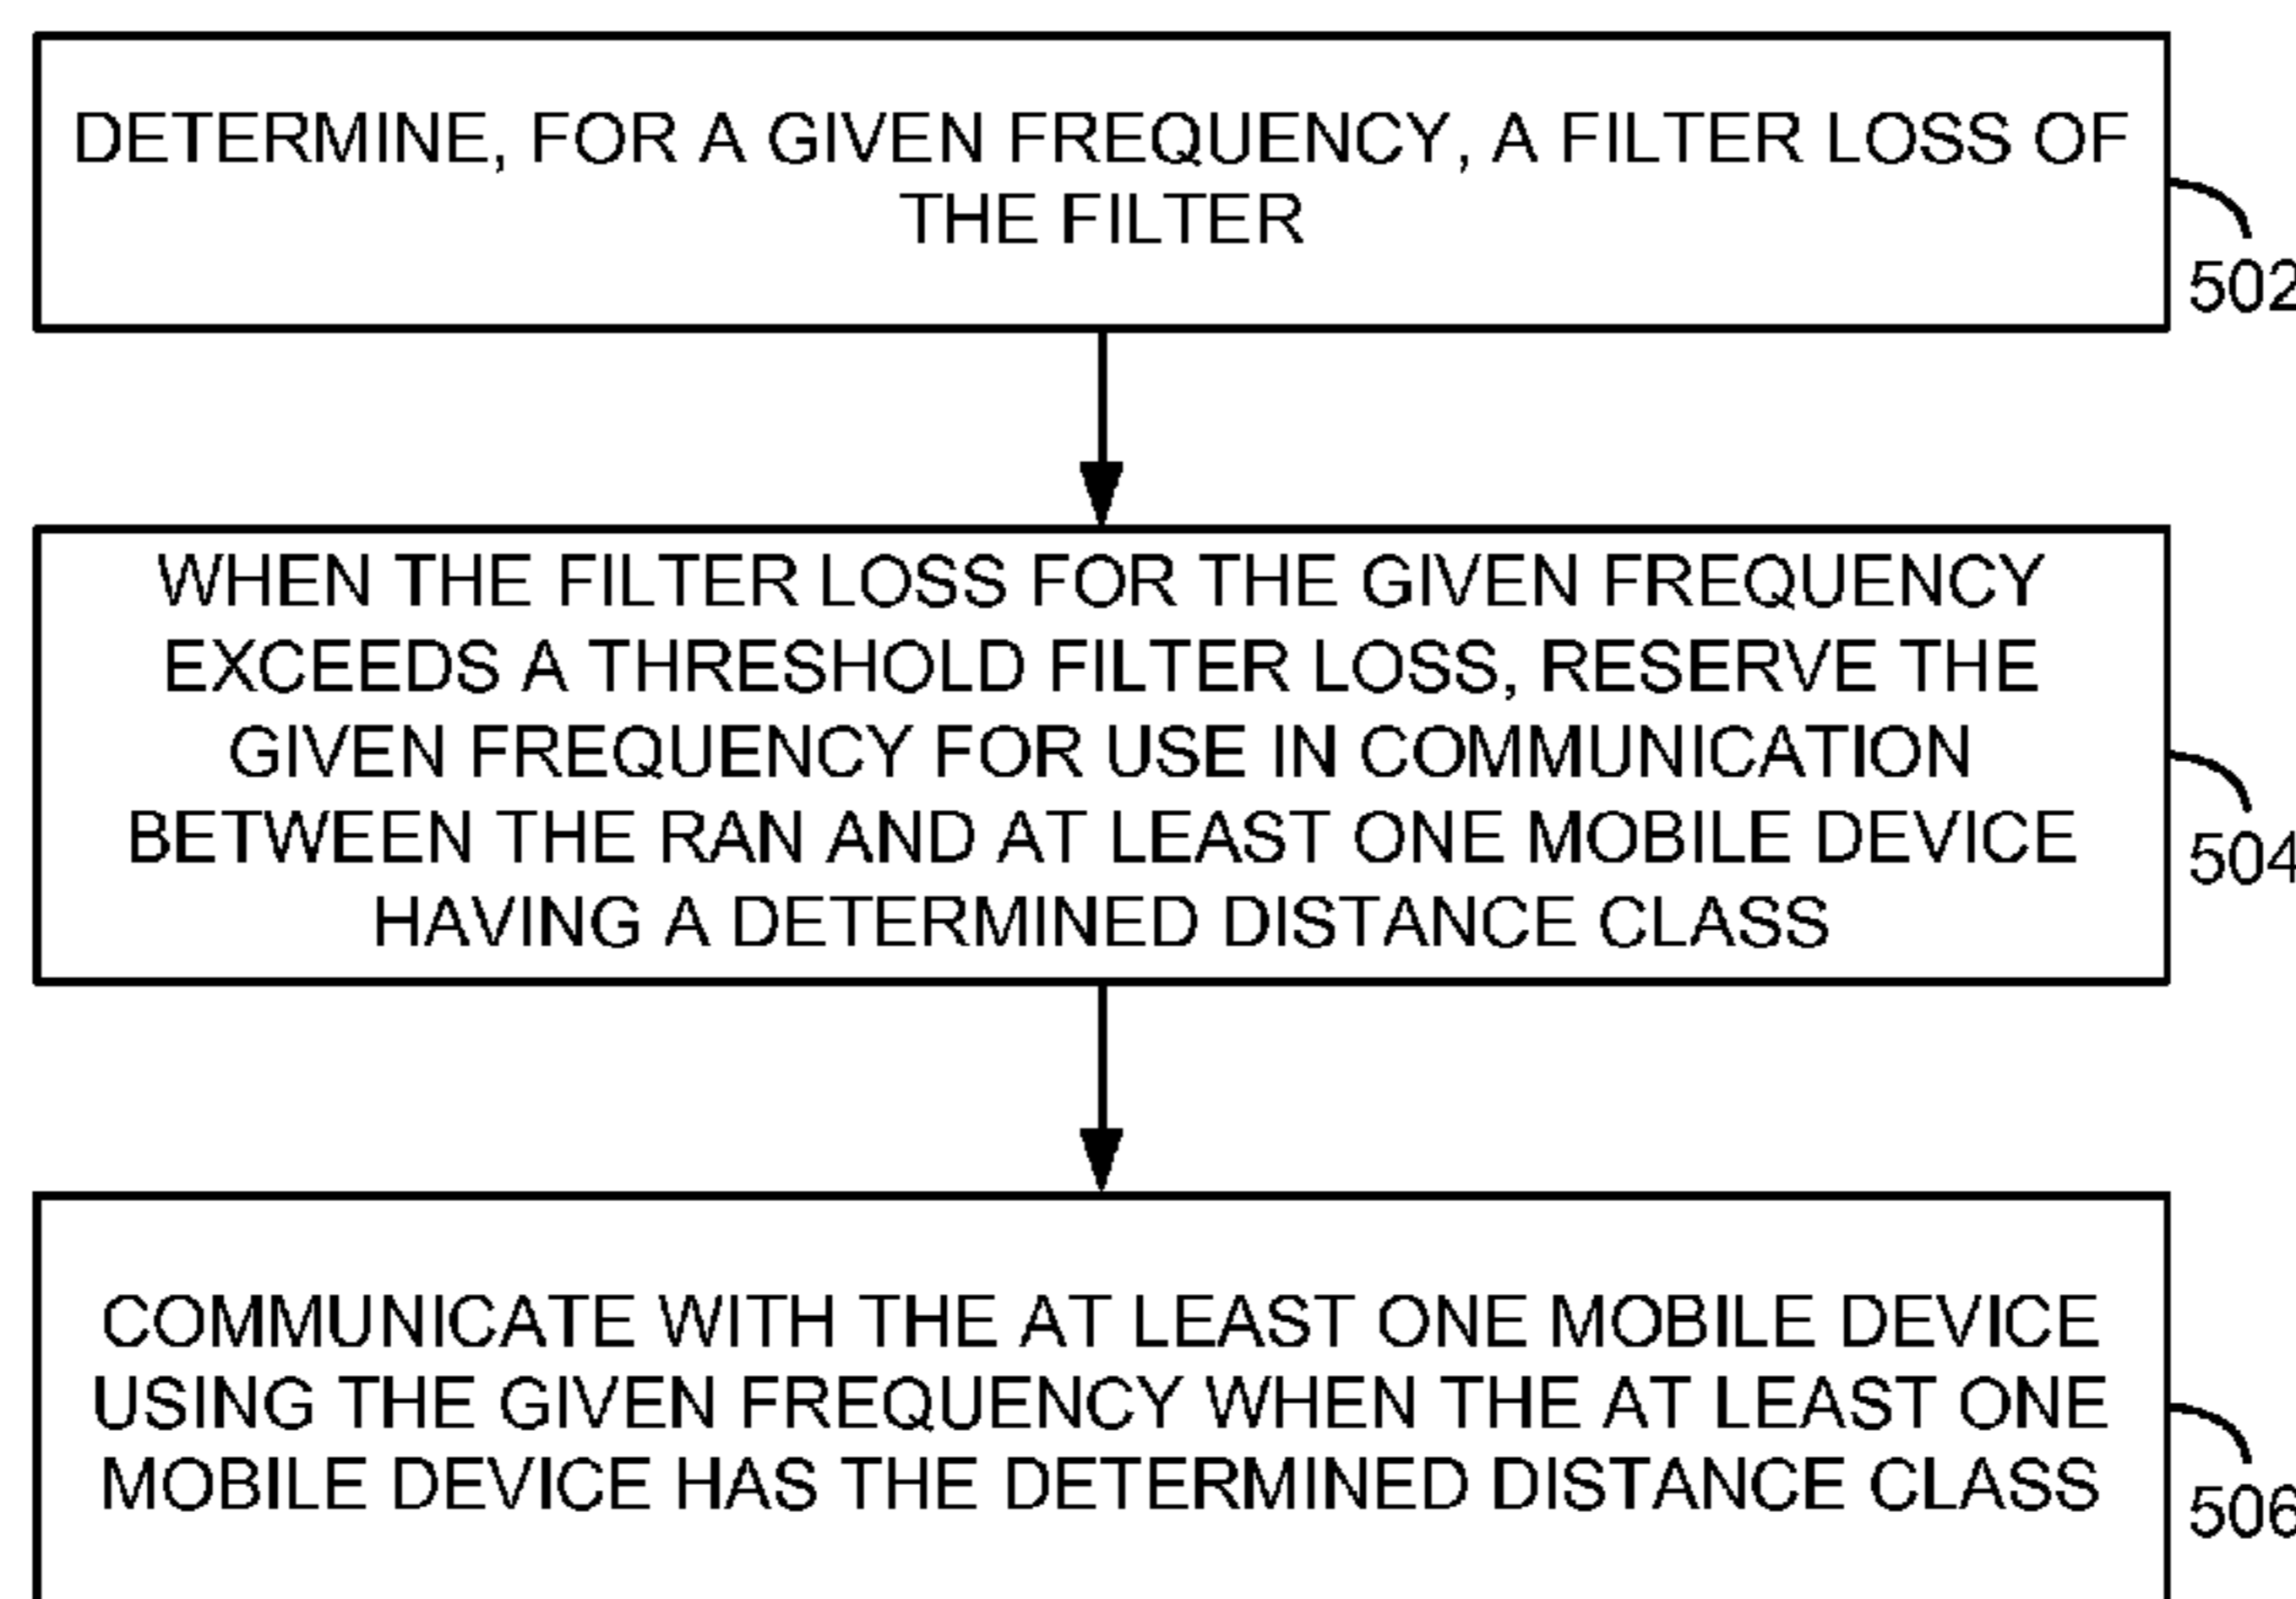 DETERMINE, FOR A GIVEN FREQUENCY, A FILTER LOSS OF
THE FILTER
502
WHEN THE FILTER LOSS FOR THE GIVEN FREQUENCY
EXCEEDS A THRESHOLD FILTER LOSS, RESERVE THE
GIVEN FREQUENCY FOR USE IN COMMUNICATION
BETWEEN THE RAN AND AT LEAST ONE MOBILE DEVICE
HAVING A DETERMINED DISTANCE CLASS
504
COMMUNICATE WITH THE AT LEAST ONE MOBILE DEVICE
USING THE GIVEN FREQUENCY WHEN THE AT LEAST ONE
MOBILE DEVICE HAS THE DETERMINED DISTANCE CLASS
506